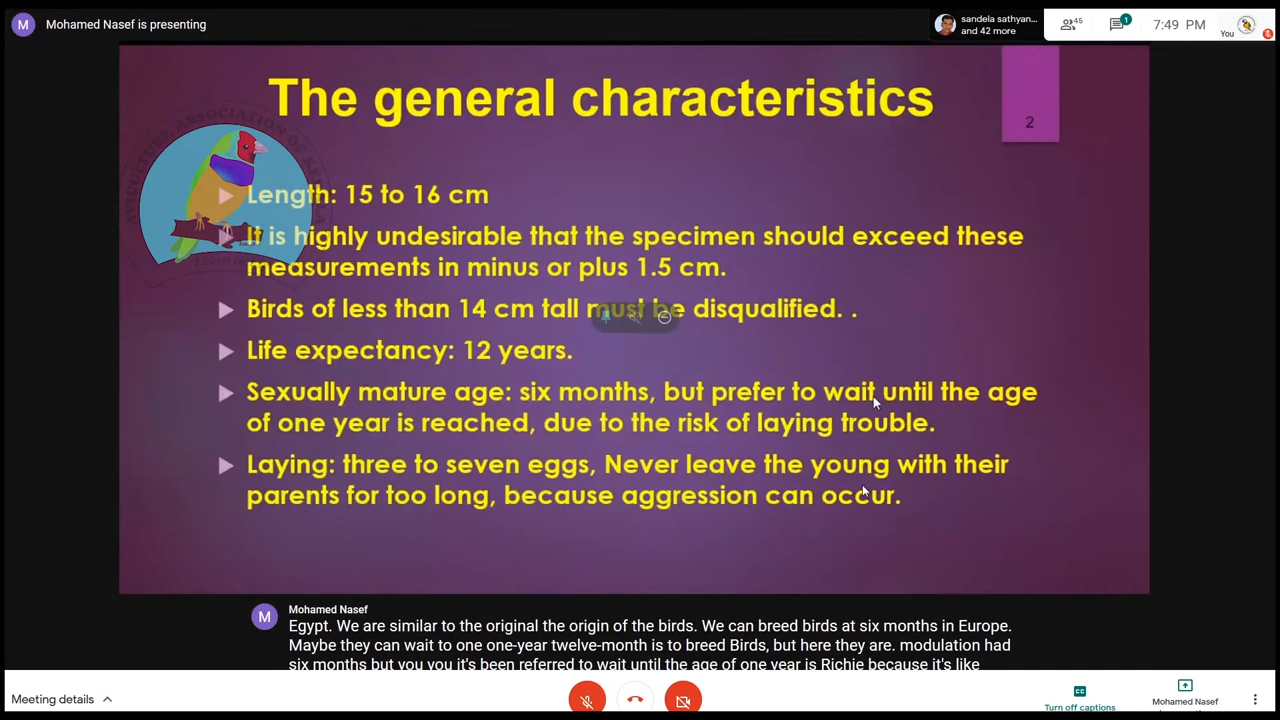 M
Mohamed Nasef is presenting
sandela sathyan...
and 42 more
45
1
7:49 PM
You
The general characteristics
2
Length: 15 to 16 cm
It is highly undesirable that the specimen should exceed these
measurements in minus or plus 1.5 cm.
Birds of less than 14 cm tall must be disqualified. .
Life expectancy: 12 years.
Sexually mature age: six months, but prefer to wait until the age
of one year is reached, due to the risk of laying trouble.
Laying: three to seven eggs, Never leave the young with their
parents for too long, because aggression can occur.
AVICULTURE ASSOCIATION OF
M
Mohamed Nasef
Egypt. We are similar to the original the origin of the birds. We can breed birds at six months in Europe.
Maybe they can wait to one one-year twelve-month is to breed Birds, but here they are. modulation had
six months but you you it's been referred to wait until the age of one year is Richie because it's like
Meeting details
CC
Turn off captions
Mohamed Nasef